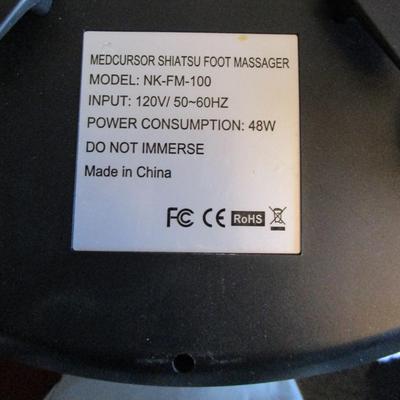 MEDCURSOR SHIATSU FOOT MASSAGER
MODEL: NK-FM-100
INPUT: 120V/ 50~60HZ
POWER CONSUMPTION: 48W
DO NOT IMMERSE
Made in China
FC CE RoHS